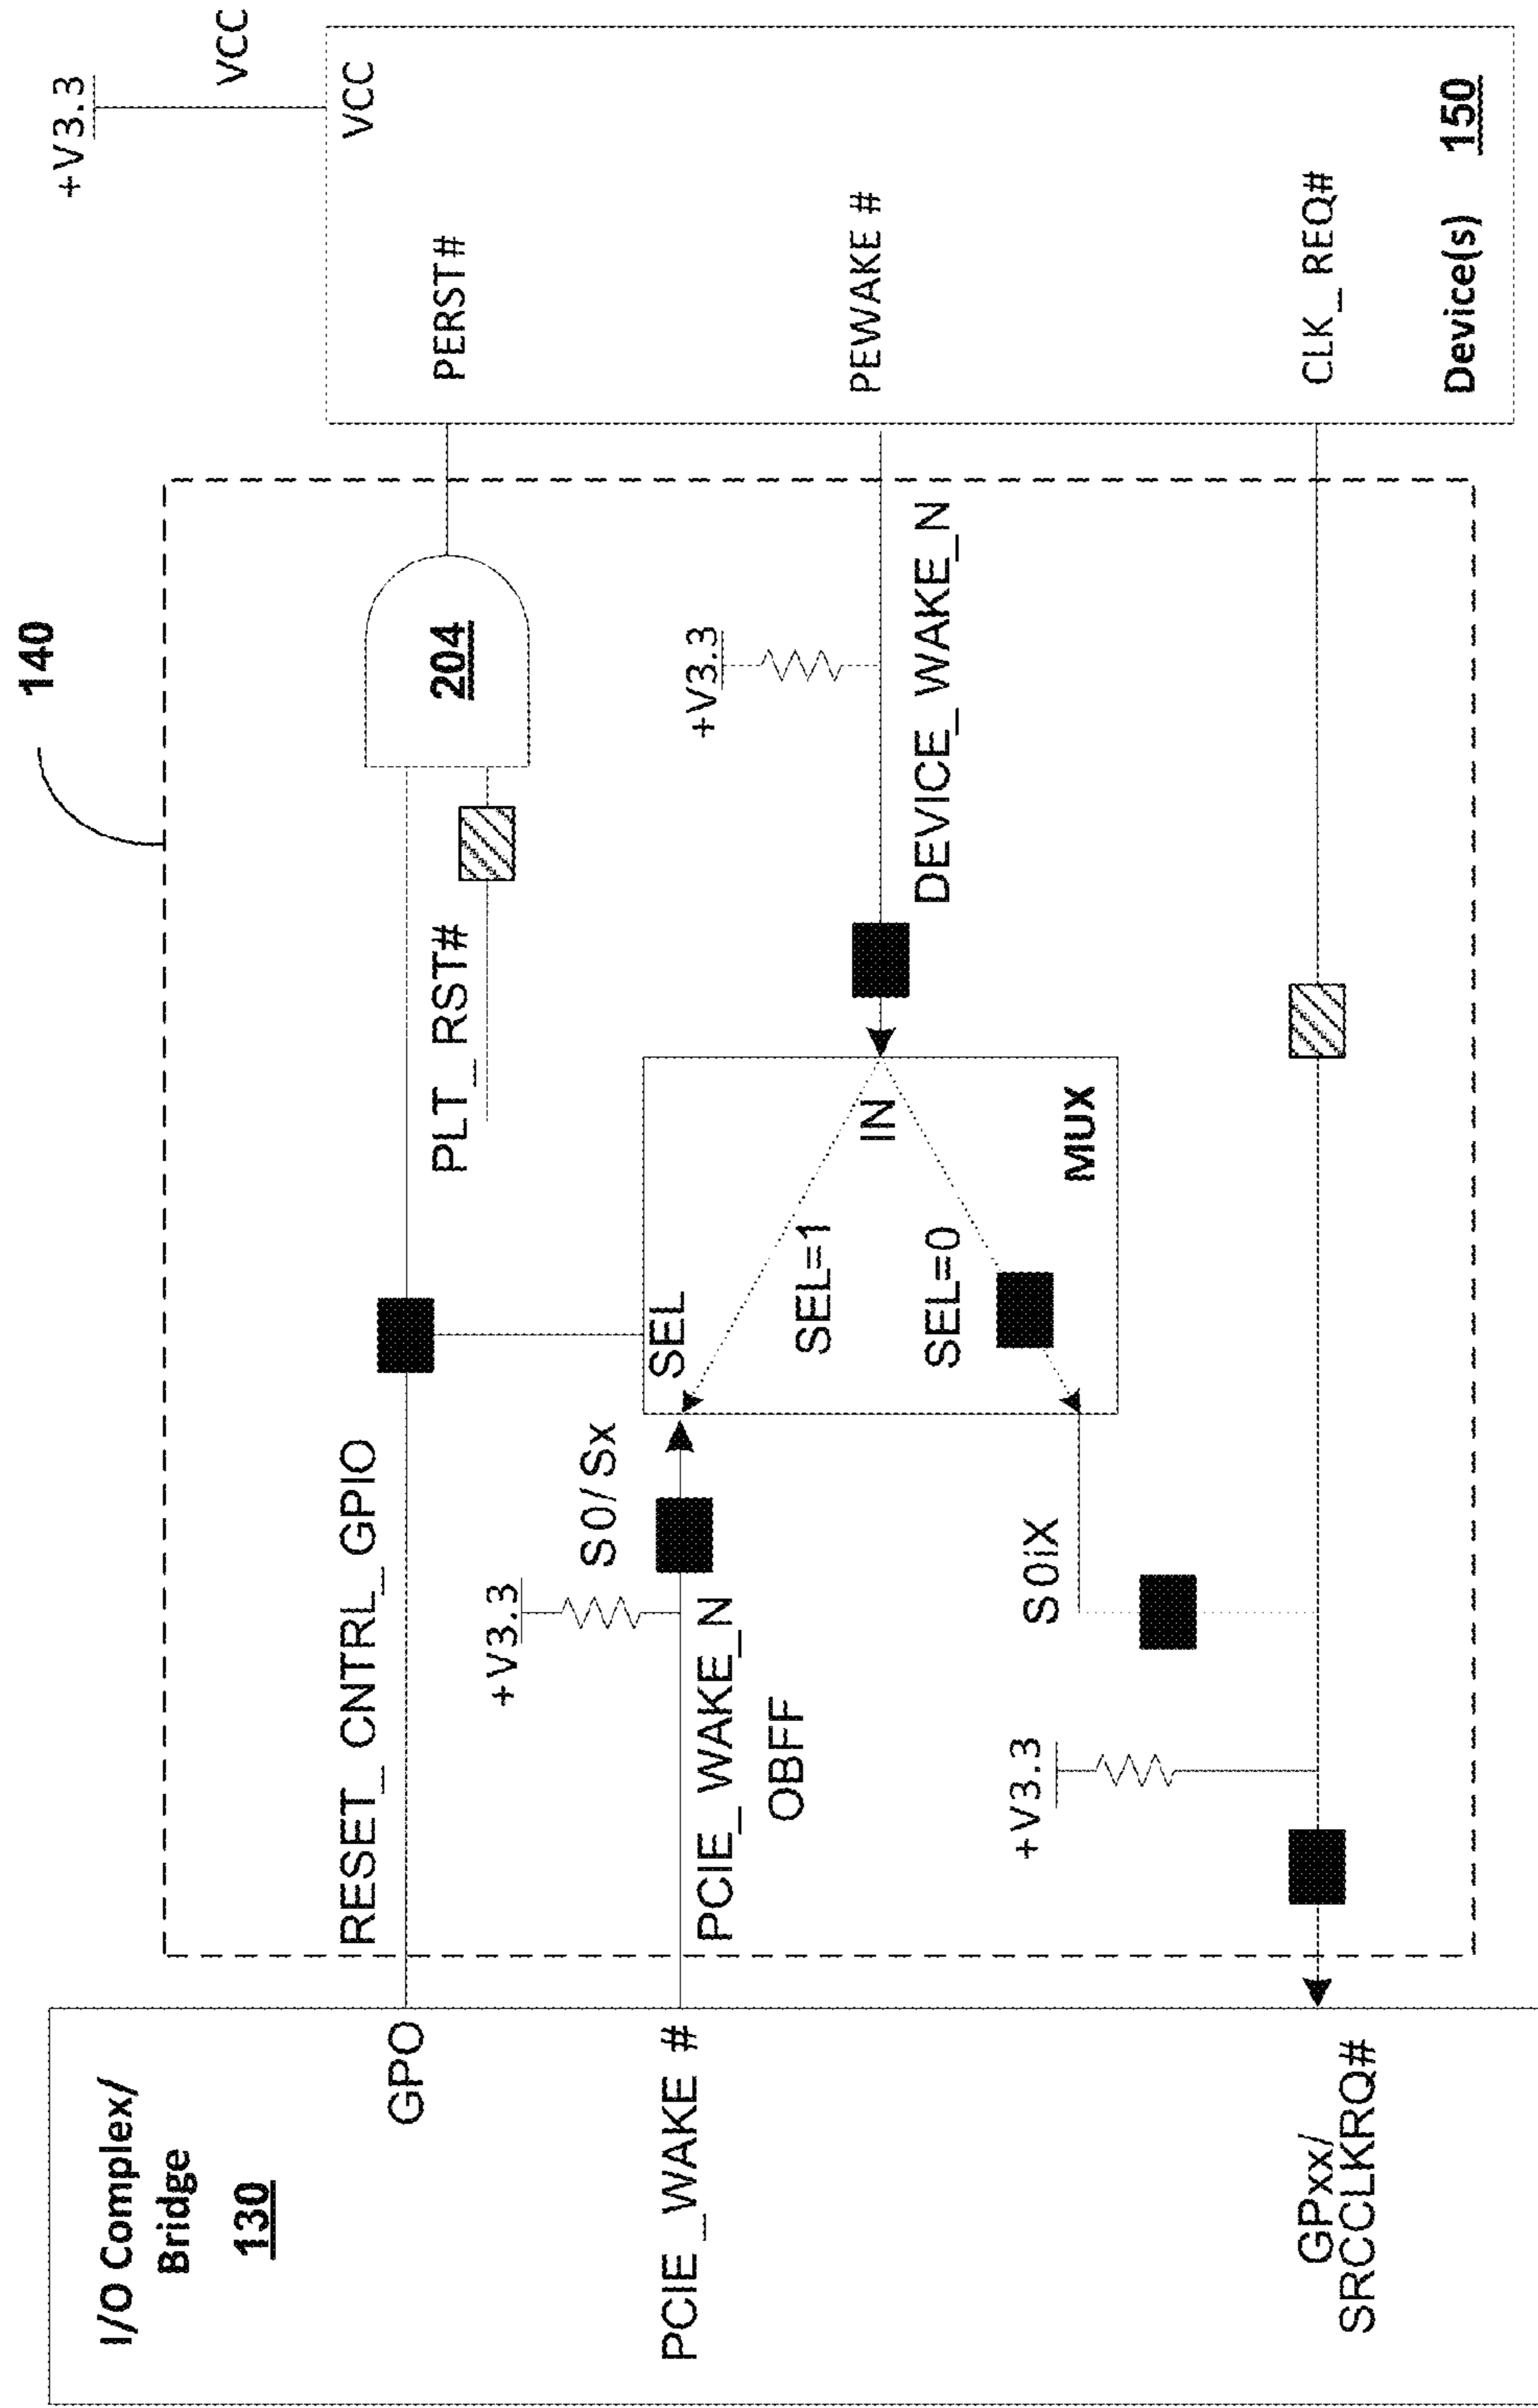 140
I/O Complex/
Bridge
130
GPO
PCIE_WAKE #
GPxx/
SRCCLKRQ#
RESET_CNTRL_GPIO
PLT_RST#
204
+V3.3
S0/Sx
PCIE_WAKE_N
OBFF
SEL
SEL=1
SEL=0
IN
MUX
+V3.3
DEVICE_WAKE_N
S0iX
+V3.3
+V3.3
VCC
VCC
PERST#
PEWAKE #
CLK_REQ#
Device(s) 150